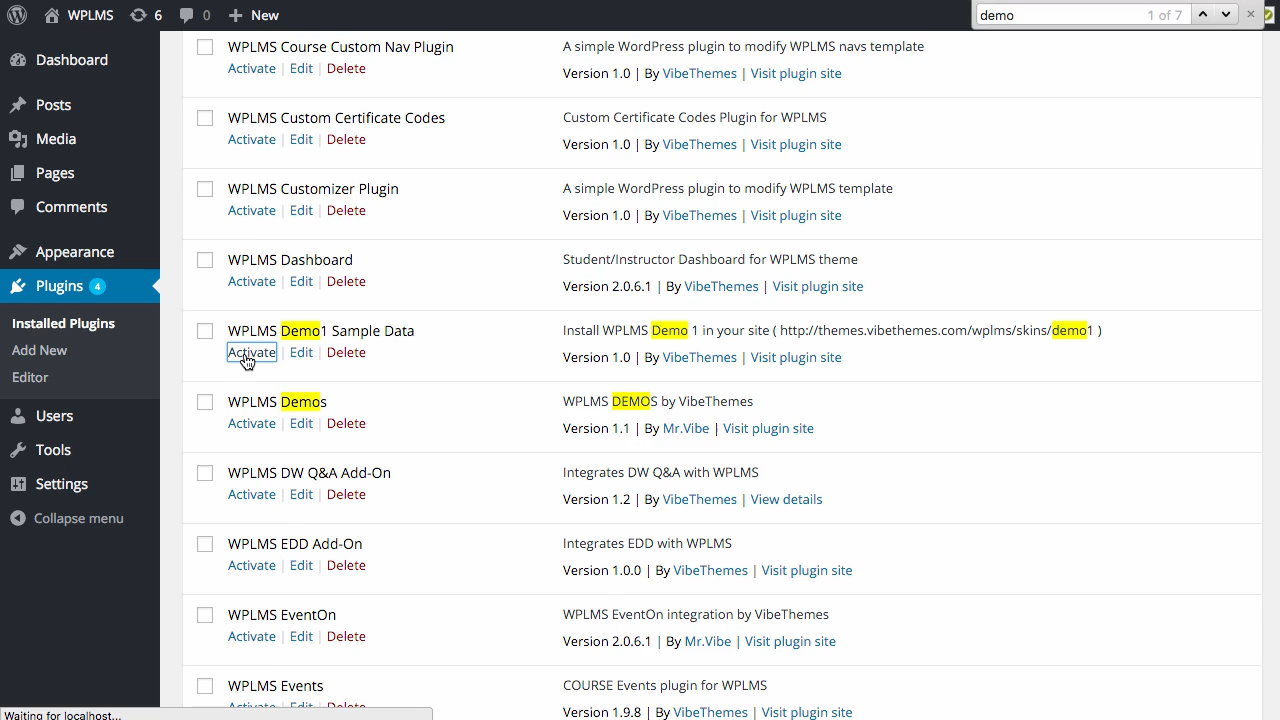 WPLMS 6 0 New
demo 1 of 7
Dashboard
Posts
Media
Pages
Comments
Appearance
Plugins 4
Installed Plugins
Add New
Editor
Users
Tools
Settings
Collapse menu
WPLMS Course Custom Nav Plugin
Activate | Edit | Delete
A simple WordPress plugin to modify WPLMS navs template
Version 1.0 | By VibeThemes | Visit plugin site
WPLMS Custom Certificate Codes
Activate | Edit | Delete
Custom Certificate Codes Plugin for WPLMS
Version 1.0 | By VibeThemes | Visit plugin site
WPLMS Customizer Plugin
Activate | Edit | Delete
A simple WordPress plugin to modify WPLMS template
Version 1.0 | By VibeThemes | Visit plugin site
WPLMS Dashboard
Activate | Edit | Delete
Student/Instructor Dashboard for WPLMS theme
Version 2.0.6.1 | By VibeThemes | Visit plugin site
WPLMS Demo1 Sample Data
Activate | Edit | Delete
Install WPLMS Demo 1 in your site ( http://themes.vibethemes.com/wplms/skins/demo1 )
Version 1.0 | By VibeThemes | Visit plugin site
WPLMS Demos
Activate | Edit | Delete
WPLMS DEMOS by VibeThemes
Version 1.1 | By Mr.Vibe | Visit plugin site
WPLMS DW Q&A Add-On
Activate | Edit | Delete
Integrates DW Q&A with WPLMS
Version 1.2 | By VibeThemes | View details
WPLMS EDD Add-On
Activate | Edit | Delete
Integrates EDD with WPLMS
Version 1.0.0 | By VibeThemes | Visit plugin site
WPLMS EventOn
Activate | Edit | Delete
WPLMS EventOn integration by VibeThemes
Version 2.0.6.1 | By Mr.Vibe | Visit plugin site
WPLMS Events
Activate | Edit | Delete
COURSE Events plugin for WPLMS
Version 1.9.8 | By VibeThemes | Visit plugin site
Waiting for localhost...